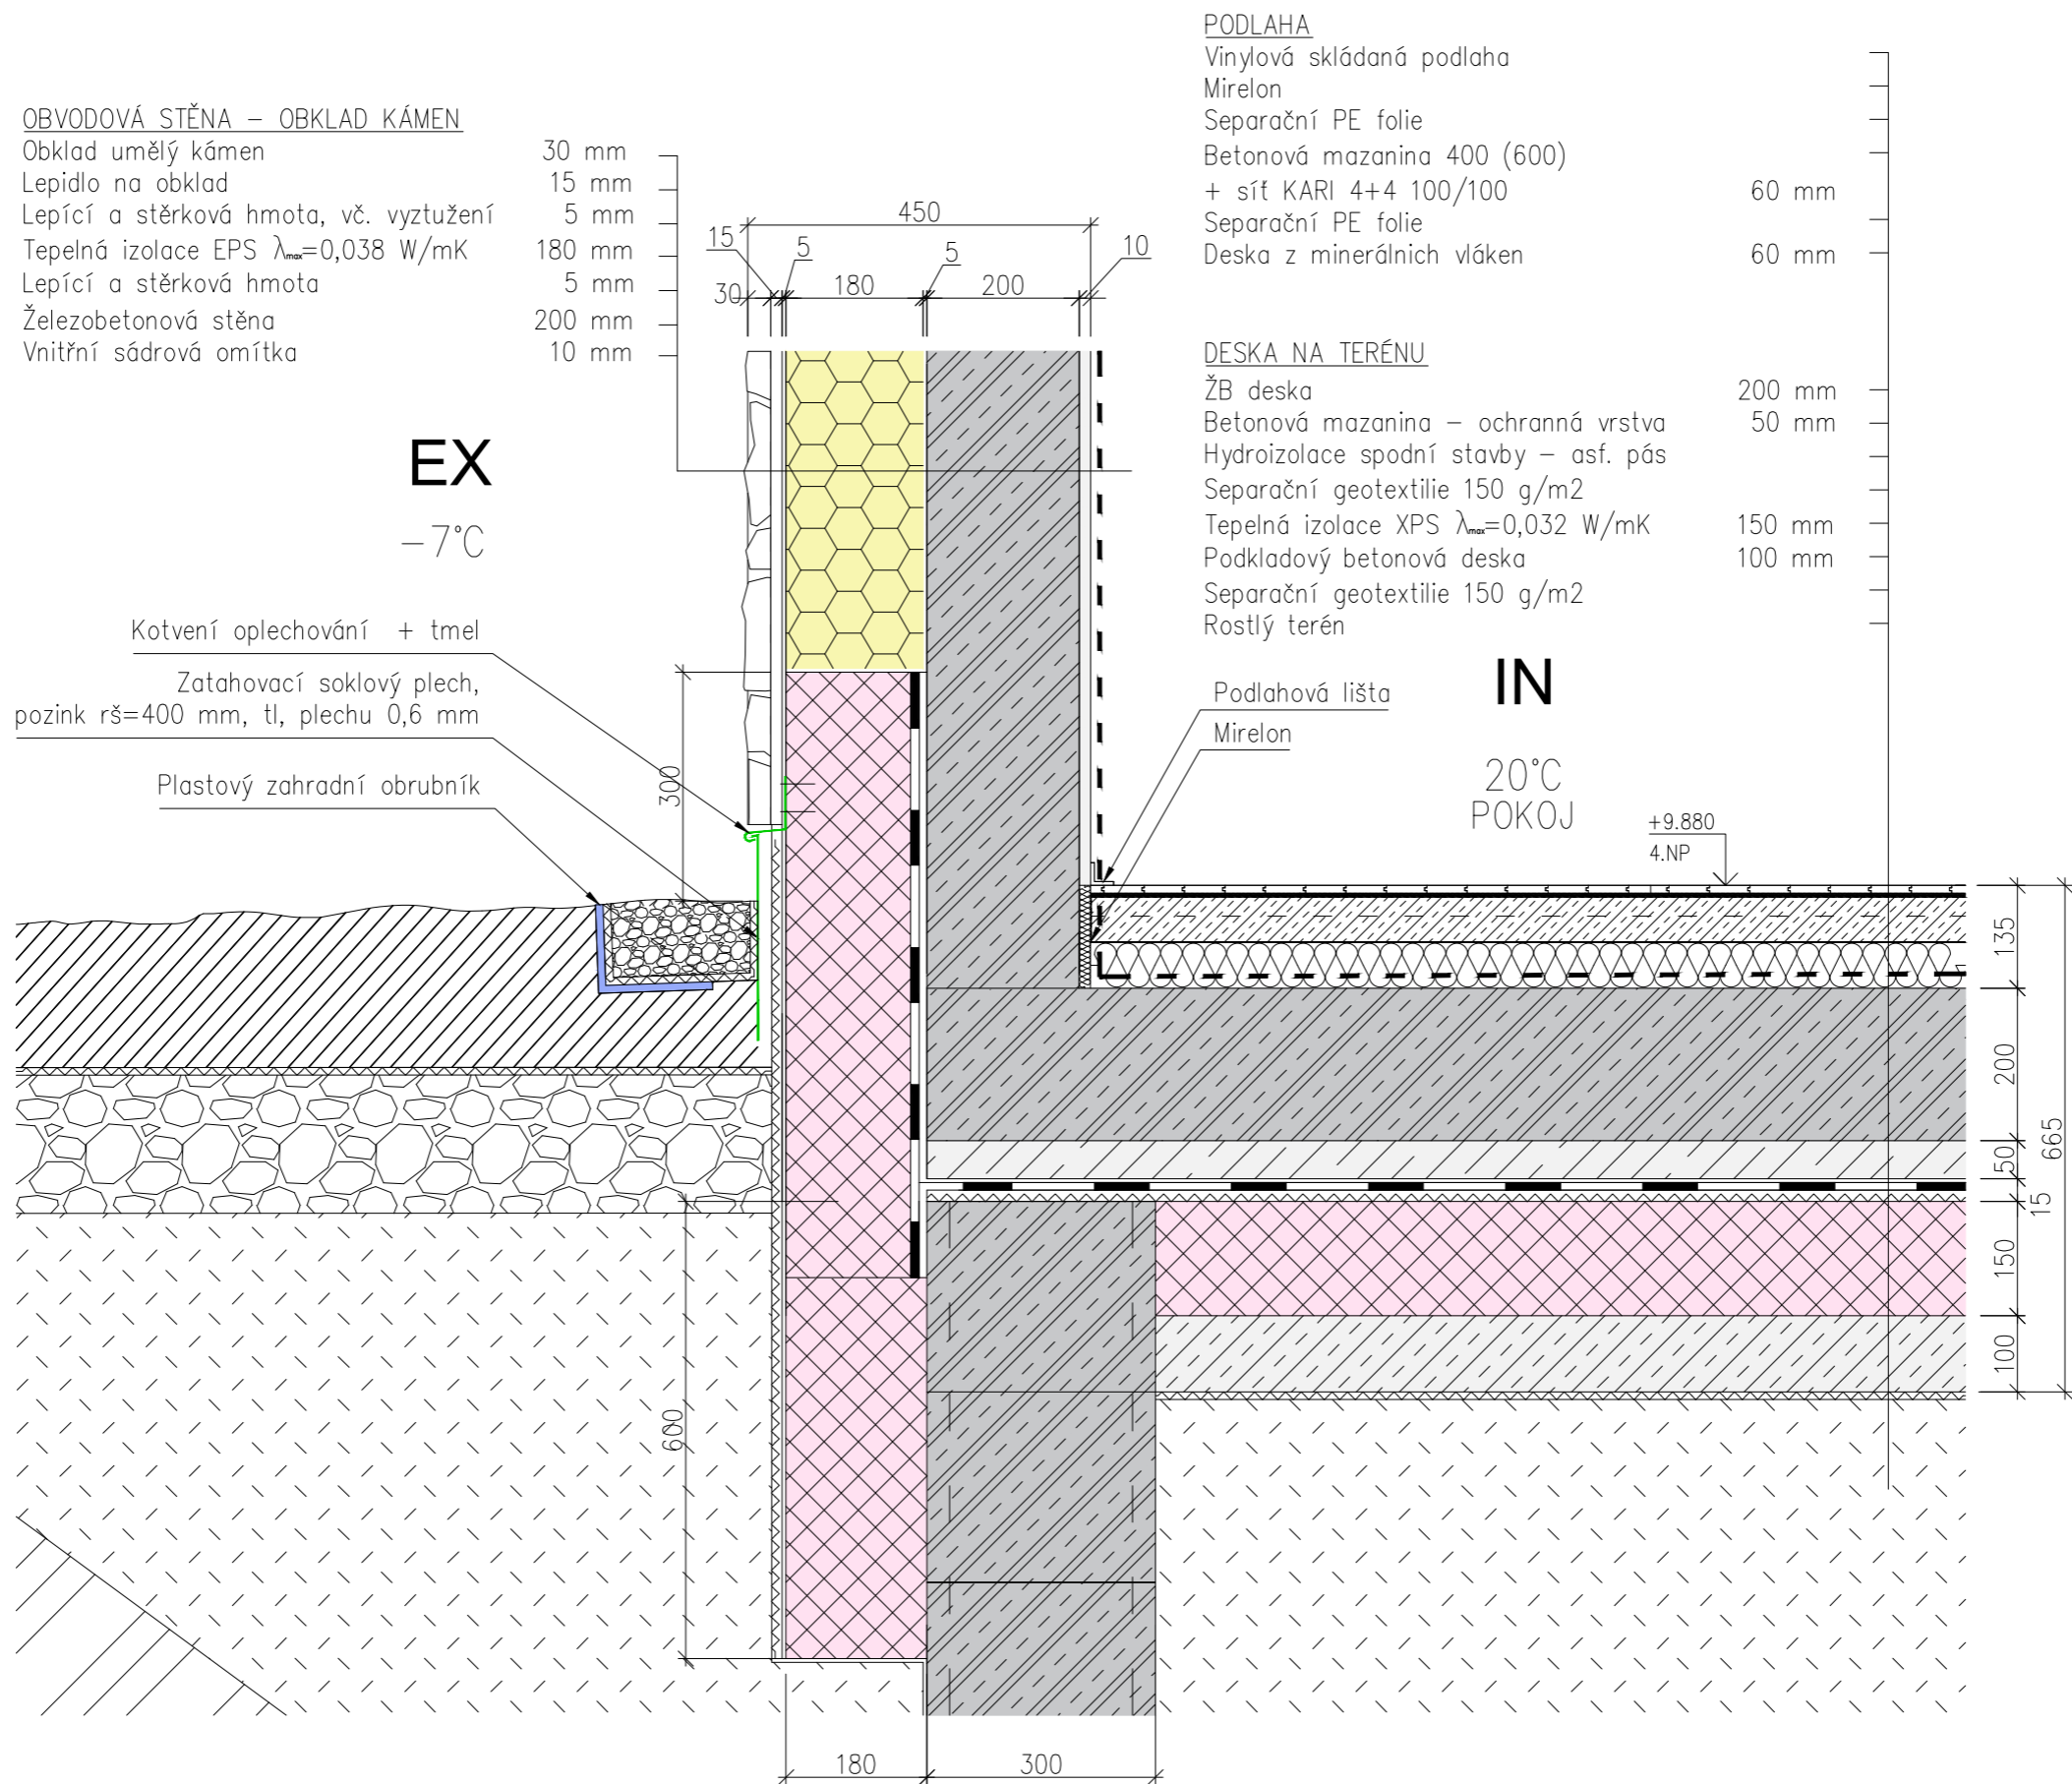 PODLAHA
Vinylová skládaná podlaha
Mirelon
Separační PE folie
Betonová mazanina 400 (600)
+ síť KARI 4+4 100/100 60 mm
Separační PE folie
Deska z minerálnich vláken 60 mm
OBVODOVÁ STĚNA – OBKLAD KÁMEN
Obklad umělý kámen 30 mm
Lepidlo na obklad 15 mm
Lepící a stěrková hmota, vč. vyztužení 5 mm
Tepelná izolace EPS λmax=0,038 W/mK 180 mm
Lepící a stěrková hmota 5 mm
Železobetonová stěna 200 mm
Vnitřní sádrová omítka 10 mm
450
15 5 5 10
30 180 200
DESKA NA TERÉNU
ŽB deska 200 mm
Betonová mazanina – ochranná vrstva 50 mm
Hydroizolace spodní stavby – asf. pás
Separační geotextilie 150 g/m2
Tepelná izolace XPS λmax=0,032 W/mK 150 mm
Podkladový betonová deska 100 mm
Separační geotextilie 150 g/m2
Rostlý terén
EX
–7°C
Kotvení oplechování + tmel
Zatahovací soklový plech,
pozink rš=400 mm, tl, plechu 0,6 mm
Plastový zahradní obrubník
300
IN
Podlahová lišta
Mirelon
20°C
POKOJ
+9.880
4.NP
135
200
50
15
665
150
100
600
180 300